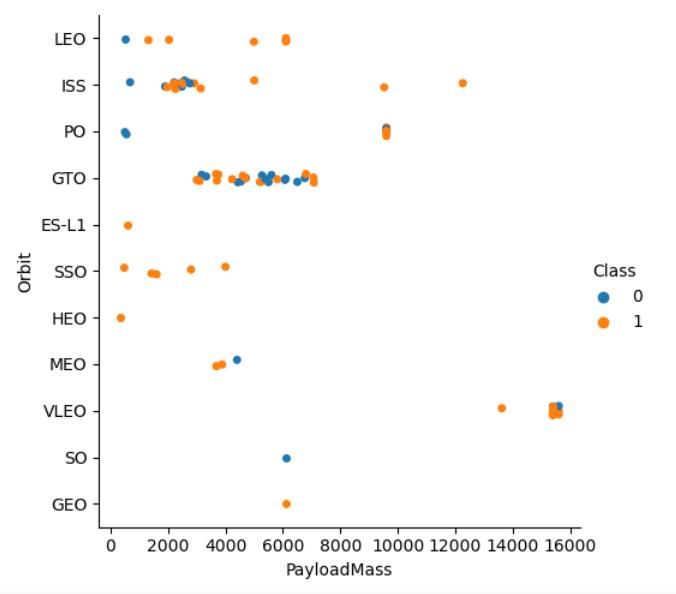 LEO
ISS
PO
GTO
ES-L1
SSO
HEO
MEO
VLEO
SO
GEO
Orbit
0 2000 4000 6000 8000 10000 12000 14000 16000
PayloadMass
Class
0
1